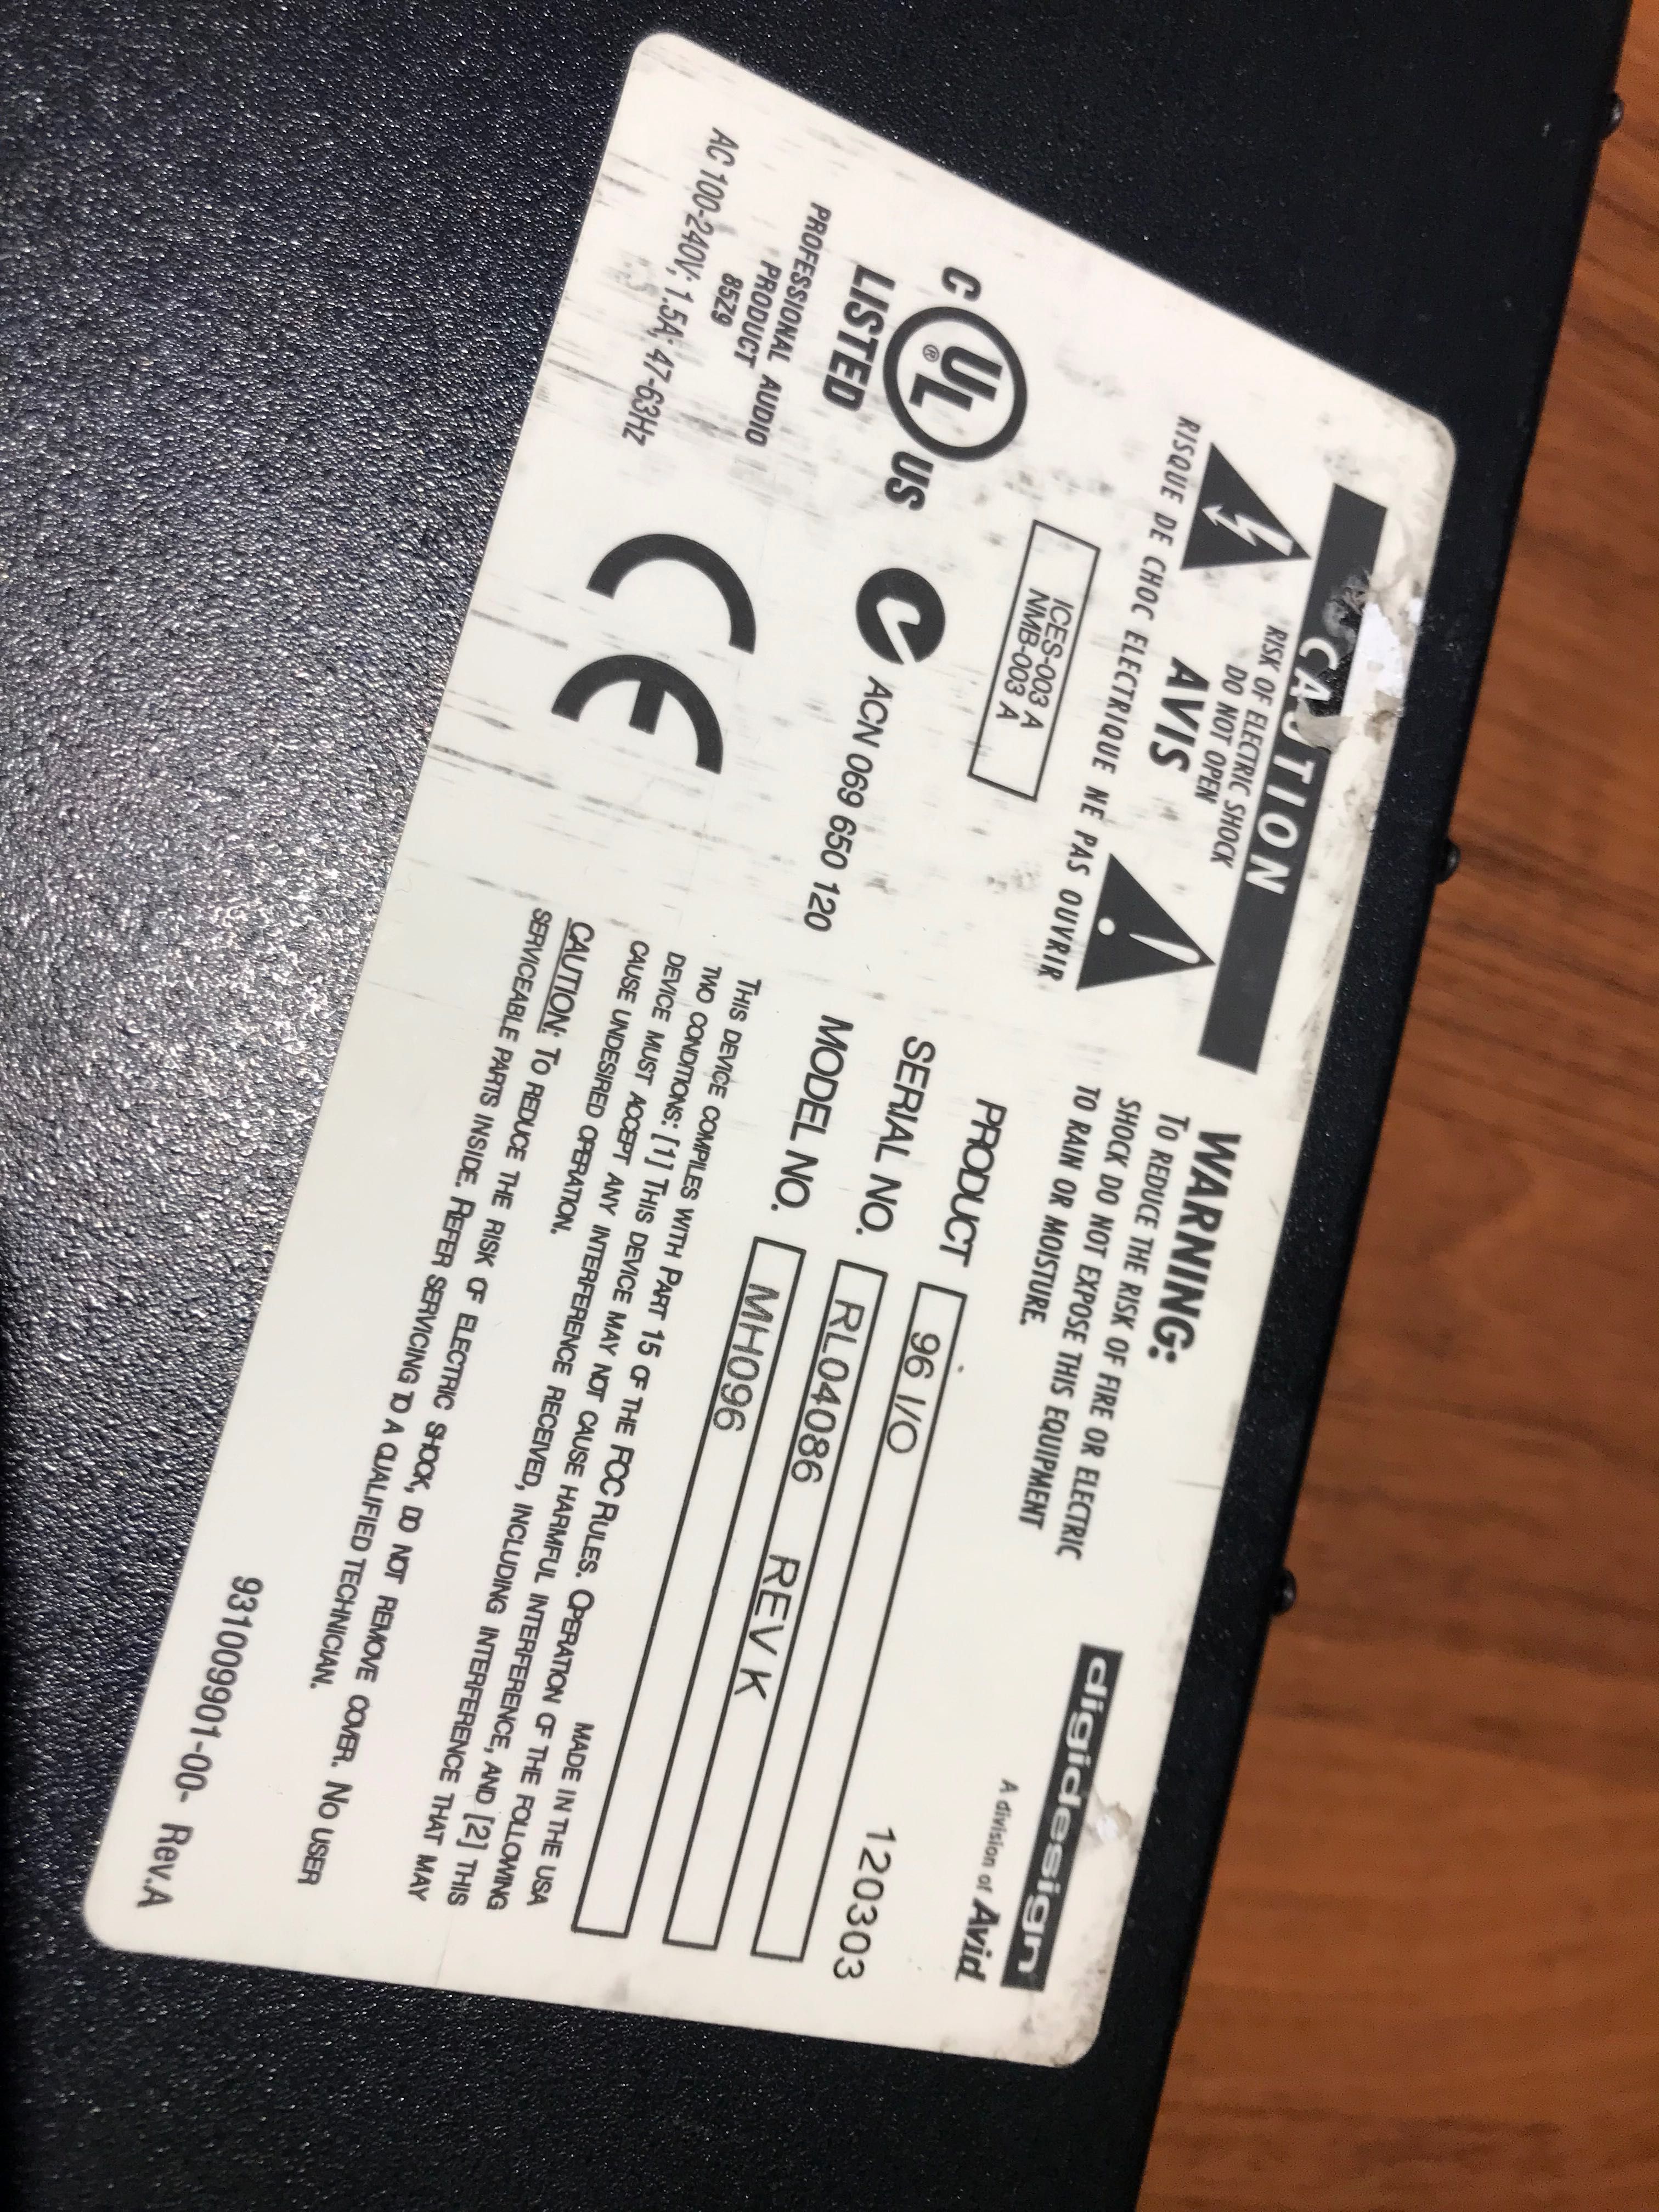 CAUTION
RISK OF ELECTRIC SHOCK
DO NOT OPEN
AVIS
RISQUE DE CHOC ELECTRIQUE NE PAS OUVRIR
ICES-003 A
NMB-003 A
C UL® US
LISTED
PROFESSIONAL AUDIO
PRODUCT
85Z9
AC 100-240V; 1.5A; 47-63Hz
ACN 069 650 120
CE
WARNING:
TO REDUCE THE RISK OF FIRE OR ELECTRIC
SHOCK DO NOT EXPOSE THIS EQUIPMENT
TO RAIN OR MOISTURE.
digidesign
A division of Avid
PRODUCT 96 I/O 120303
SERIAL NO. RL04086 REV K
MODEL NO. MH096
MADE IN THE USA
THIS DEVICE COMPILES WITH PART 15 OF THE FCC RULES. OPERATION OF THE FOLLOWING
TWO CONDITIONS: [1] THIS DEVICE MAY NOT CAUSE HARMFUL INTERFERENCE, AND [2] THIS
DEVICE MUST ACCEPT ANY INTERFERENCE RECEIVED, INCLUDING INTERFERENCE THAT MAY
CAUSE UNDESIRED OPERATION.
CAUTION: TO REDUCE THE RISK OF ELECTRIC SHOCK, DO NOT REMOVE COVER. NO USER
SERVICEABLE PARTS INSIDE. REFER SERVICING TO A QUALIFIED TECHNICIAN.
931009901-00- Rev.A